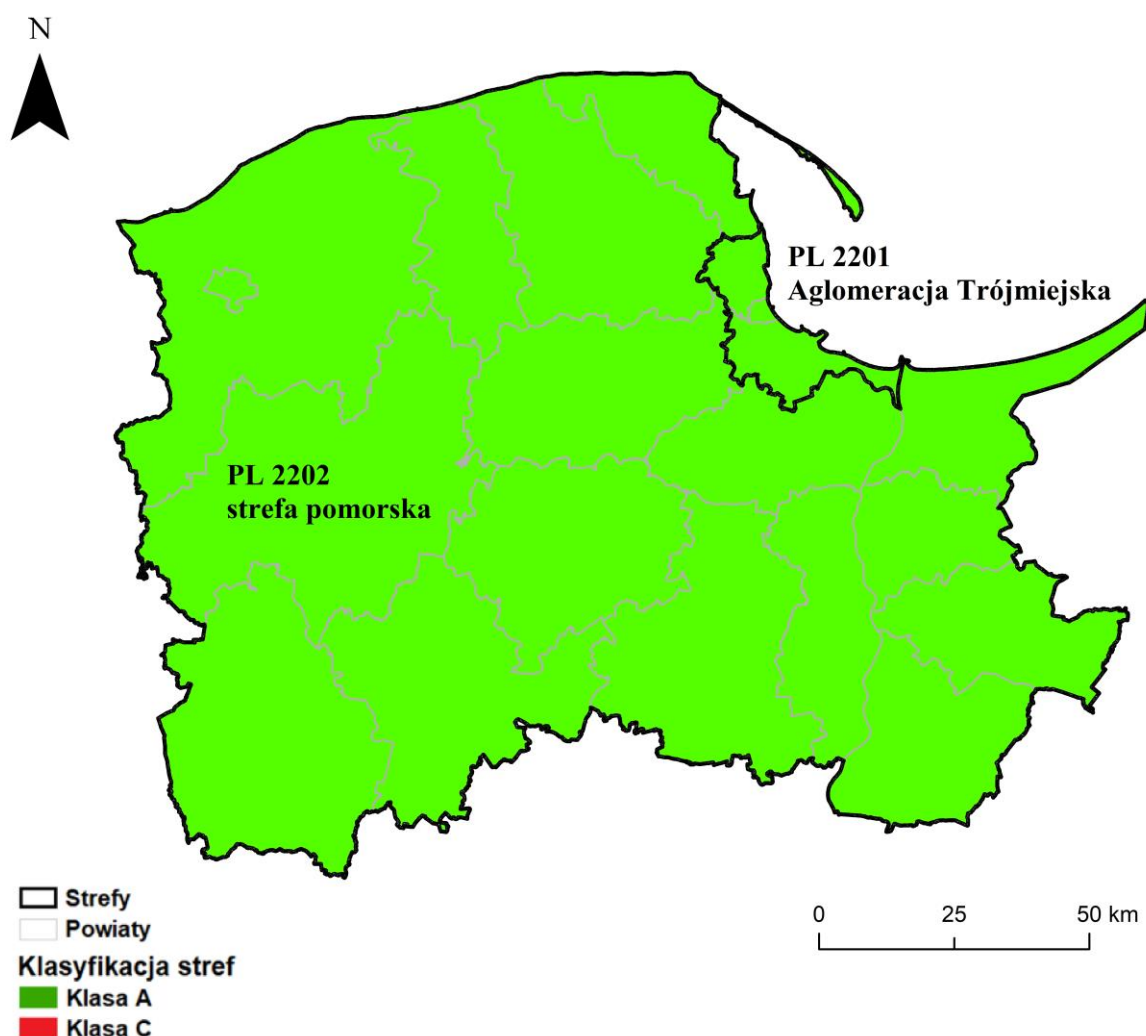 N
PL 2201
Aglomeracja Trójmiejska
PL 2202
strefa pomorska
Strefy
Powiaty
Klasyfikacja stref
Klasa A
Klasa C
0 25 50 km